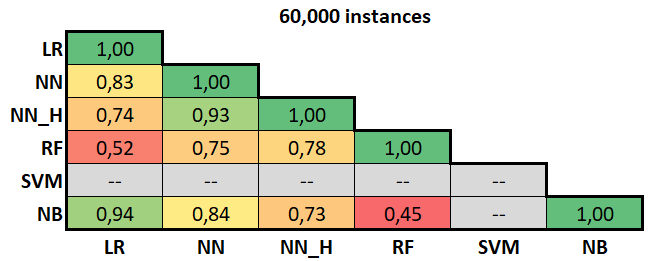 60,000 instances
LR 1,00
NN 0,83 1,00
NN_H 0,74 0,93 1,00
RF 0,52 0,75 0,78 1,00
SVM -- -- -- -- --
NB 0,94 0,84 0,73 0,45 -- 1,00
LR NN NN_H RF SVM NB